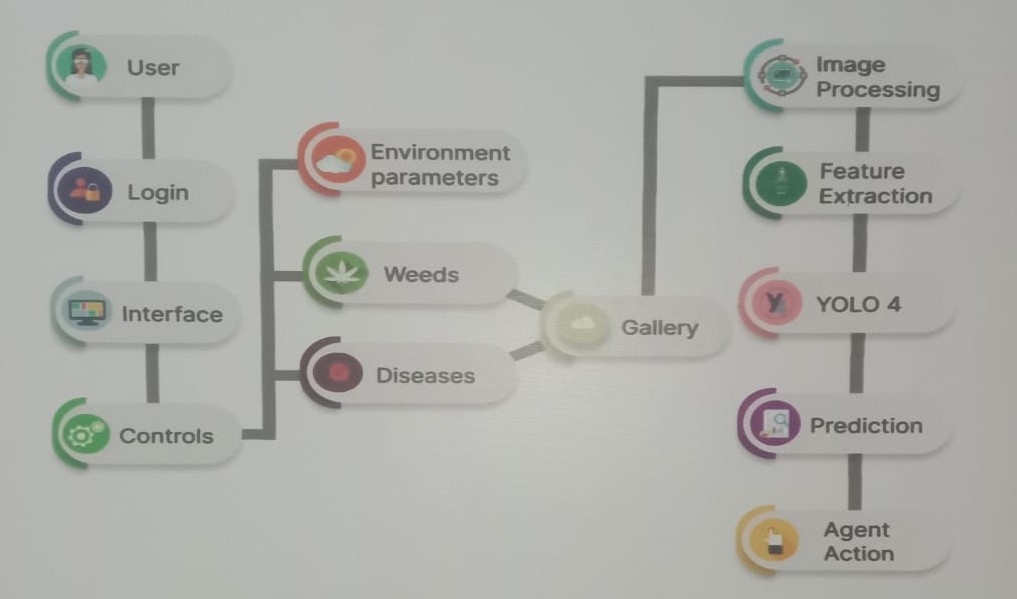 User
Login
Interface
Controls
Environment
parameters
Weeds
Diseases
Gallery
Image
Processing
Feature
Extraction
YOLO 4
Prediction
Agent
Action